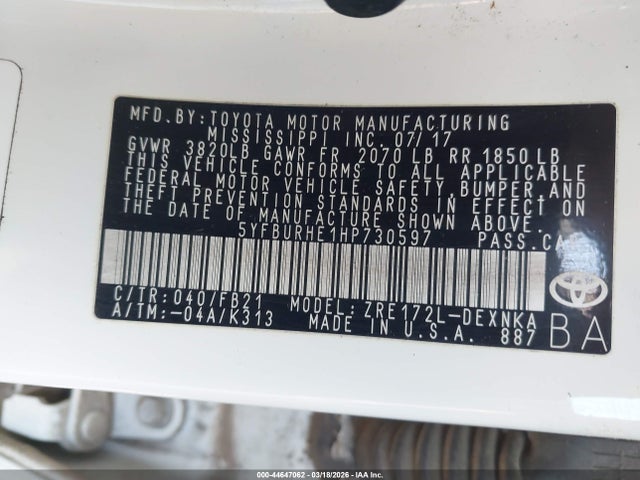 MFD. BY: TOYOTA MOTOR MANUFACTURING
MISSISSIPPI INC. 07/17
GVWR 3820LB GAWR FR 2070 LB RR 1850 LB
THIS VEHICLE CONFORMS TO ALL APPLICABLE
FEDERAL MOTOR VEHICLE SAFETY, BUMPER, AND
THEFT PREVENTION STANDARDS IN EFFECT ON
THE DATE OF MANUFACTURE SHOWN ABOVE.
5YFBURHE1HP730597 PASS.CAR
C/TR: 040/FB21 MODEL: ZRE172L-DEXNKA
A/TM: -04A/K313 MADE IN U.S.A. 887
BA
000-44647062 | 03/18/2026 - IAA Inc.